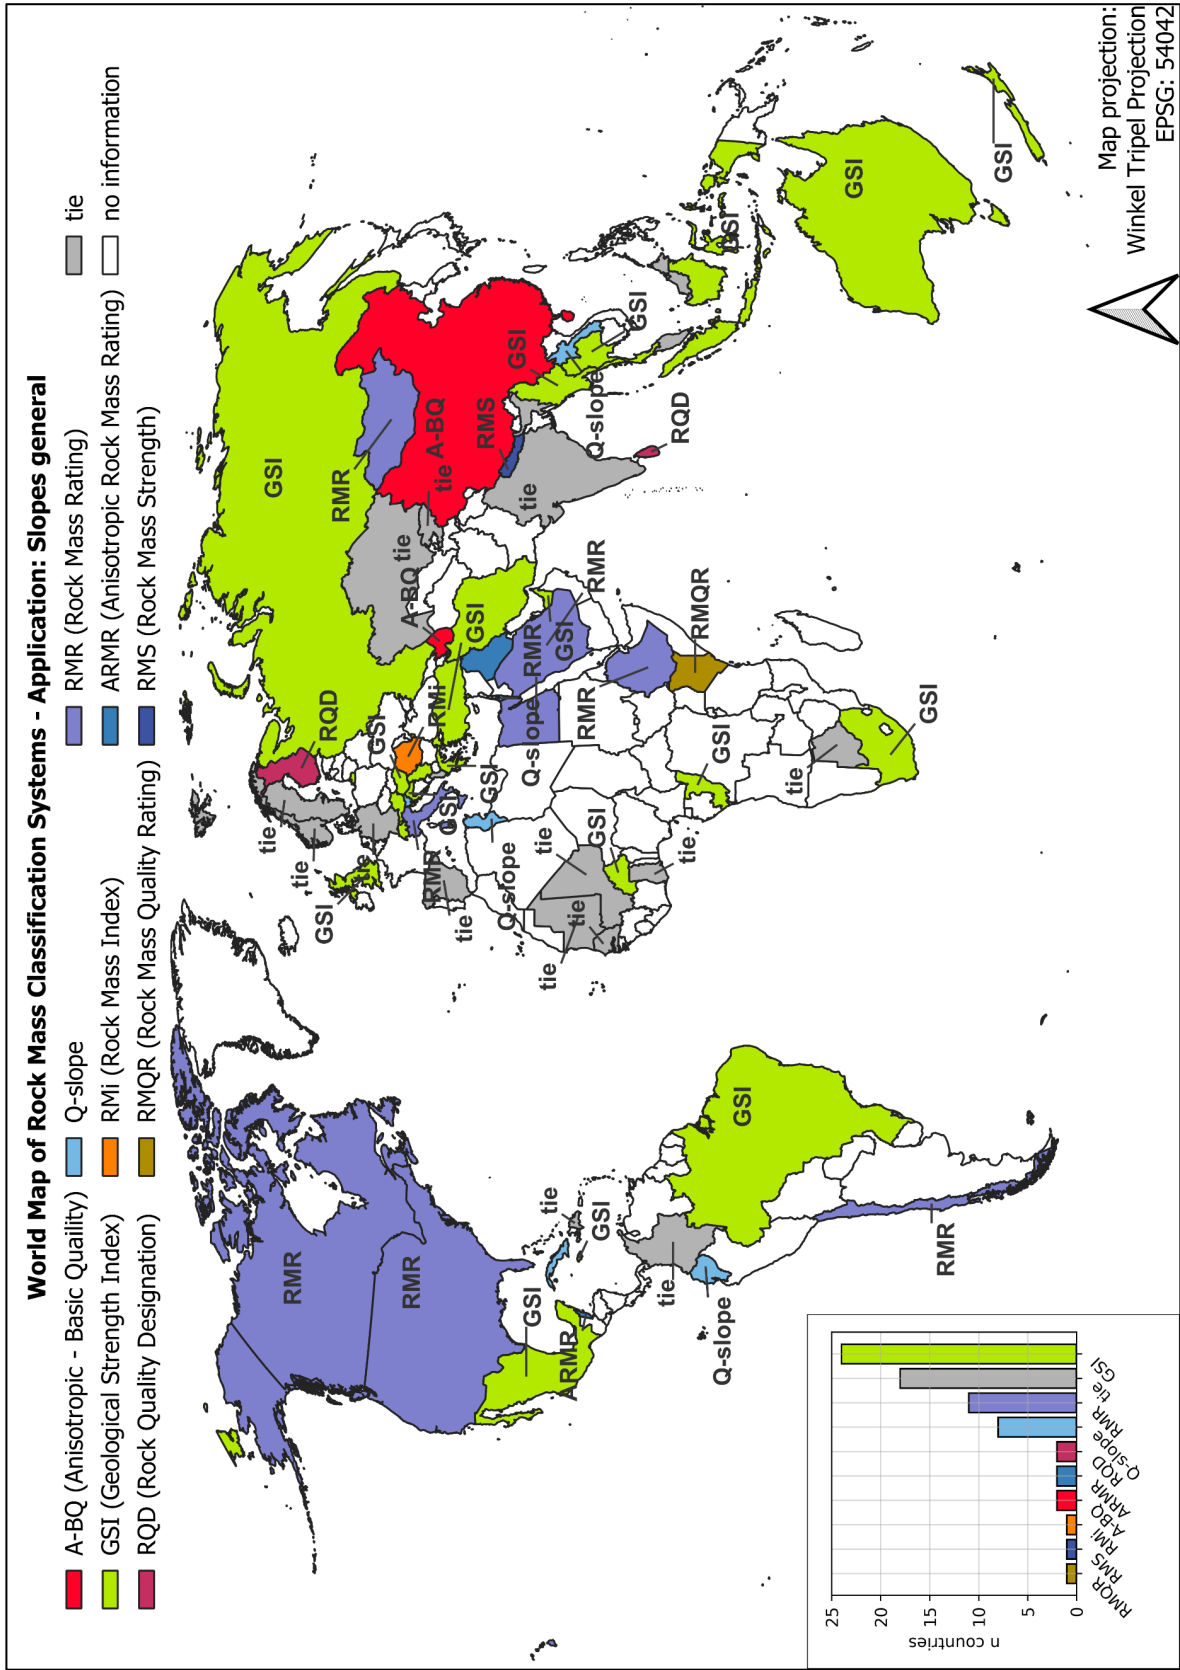 World Map of Rock Mass Classification Systems - Application: Slopes general
A-BQ (Anisotropic - Basic Quality)
GSI (Geological Strength Index)
RQD (Rock Quality Designation)
Q-slope
RMi (Rock Mass Index)
RMQR (Rock Mass Quality Rating)
RMR (Rock Mass Rating)
ARMR (Anisotropic Rock Mass Rating)
RMS (Rock Mass Strength)
tie
no information
RMR
RMR
GSI
ARMR
tie
GSI
tie
Q-slope
GSI
RMR
GSI
tie
tie
tie
RQD
GSI
RMi
GSI
RMR
GSI
GSI
RMR
tie
Q-slope
Q-slope
tie
tie
tie
GSI
tie
GSI
RMR
RMR
GSI
RMR
RMQR
tie
GSI
GSI
RMR
A-BQ
tie
tie
A-BQ
GSI
RMS
tie
RQD
GSI
Q-slope
GSI
GSI
GSI
GSI
Map projection:
Winkel Tripel Projection
EPSG: 54042
n countries
25
20
15
10
5
0
RMQR
RMS
RMi
A-BQ
ARMR
RQD
Q-slope
RMR
tie
GSI